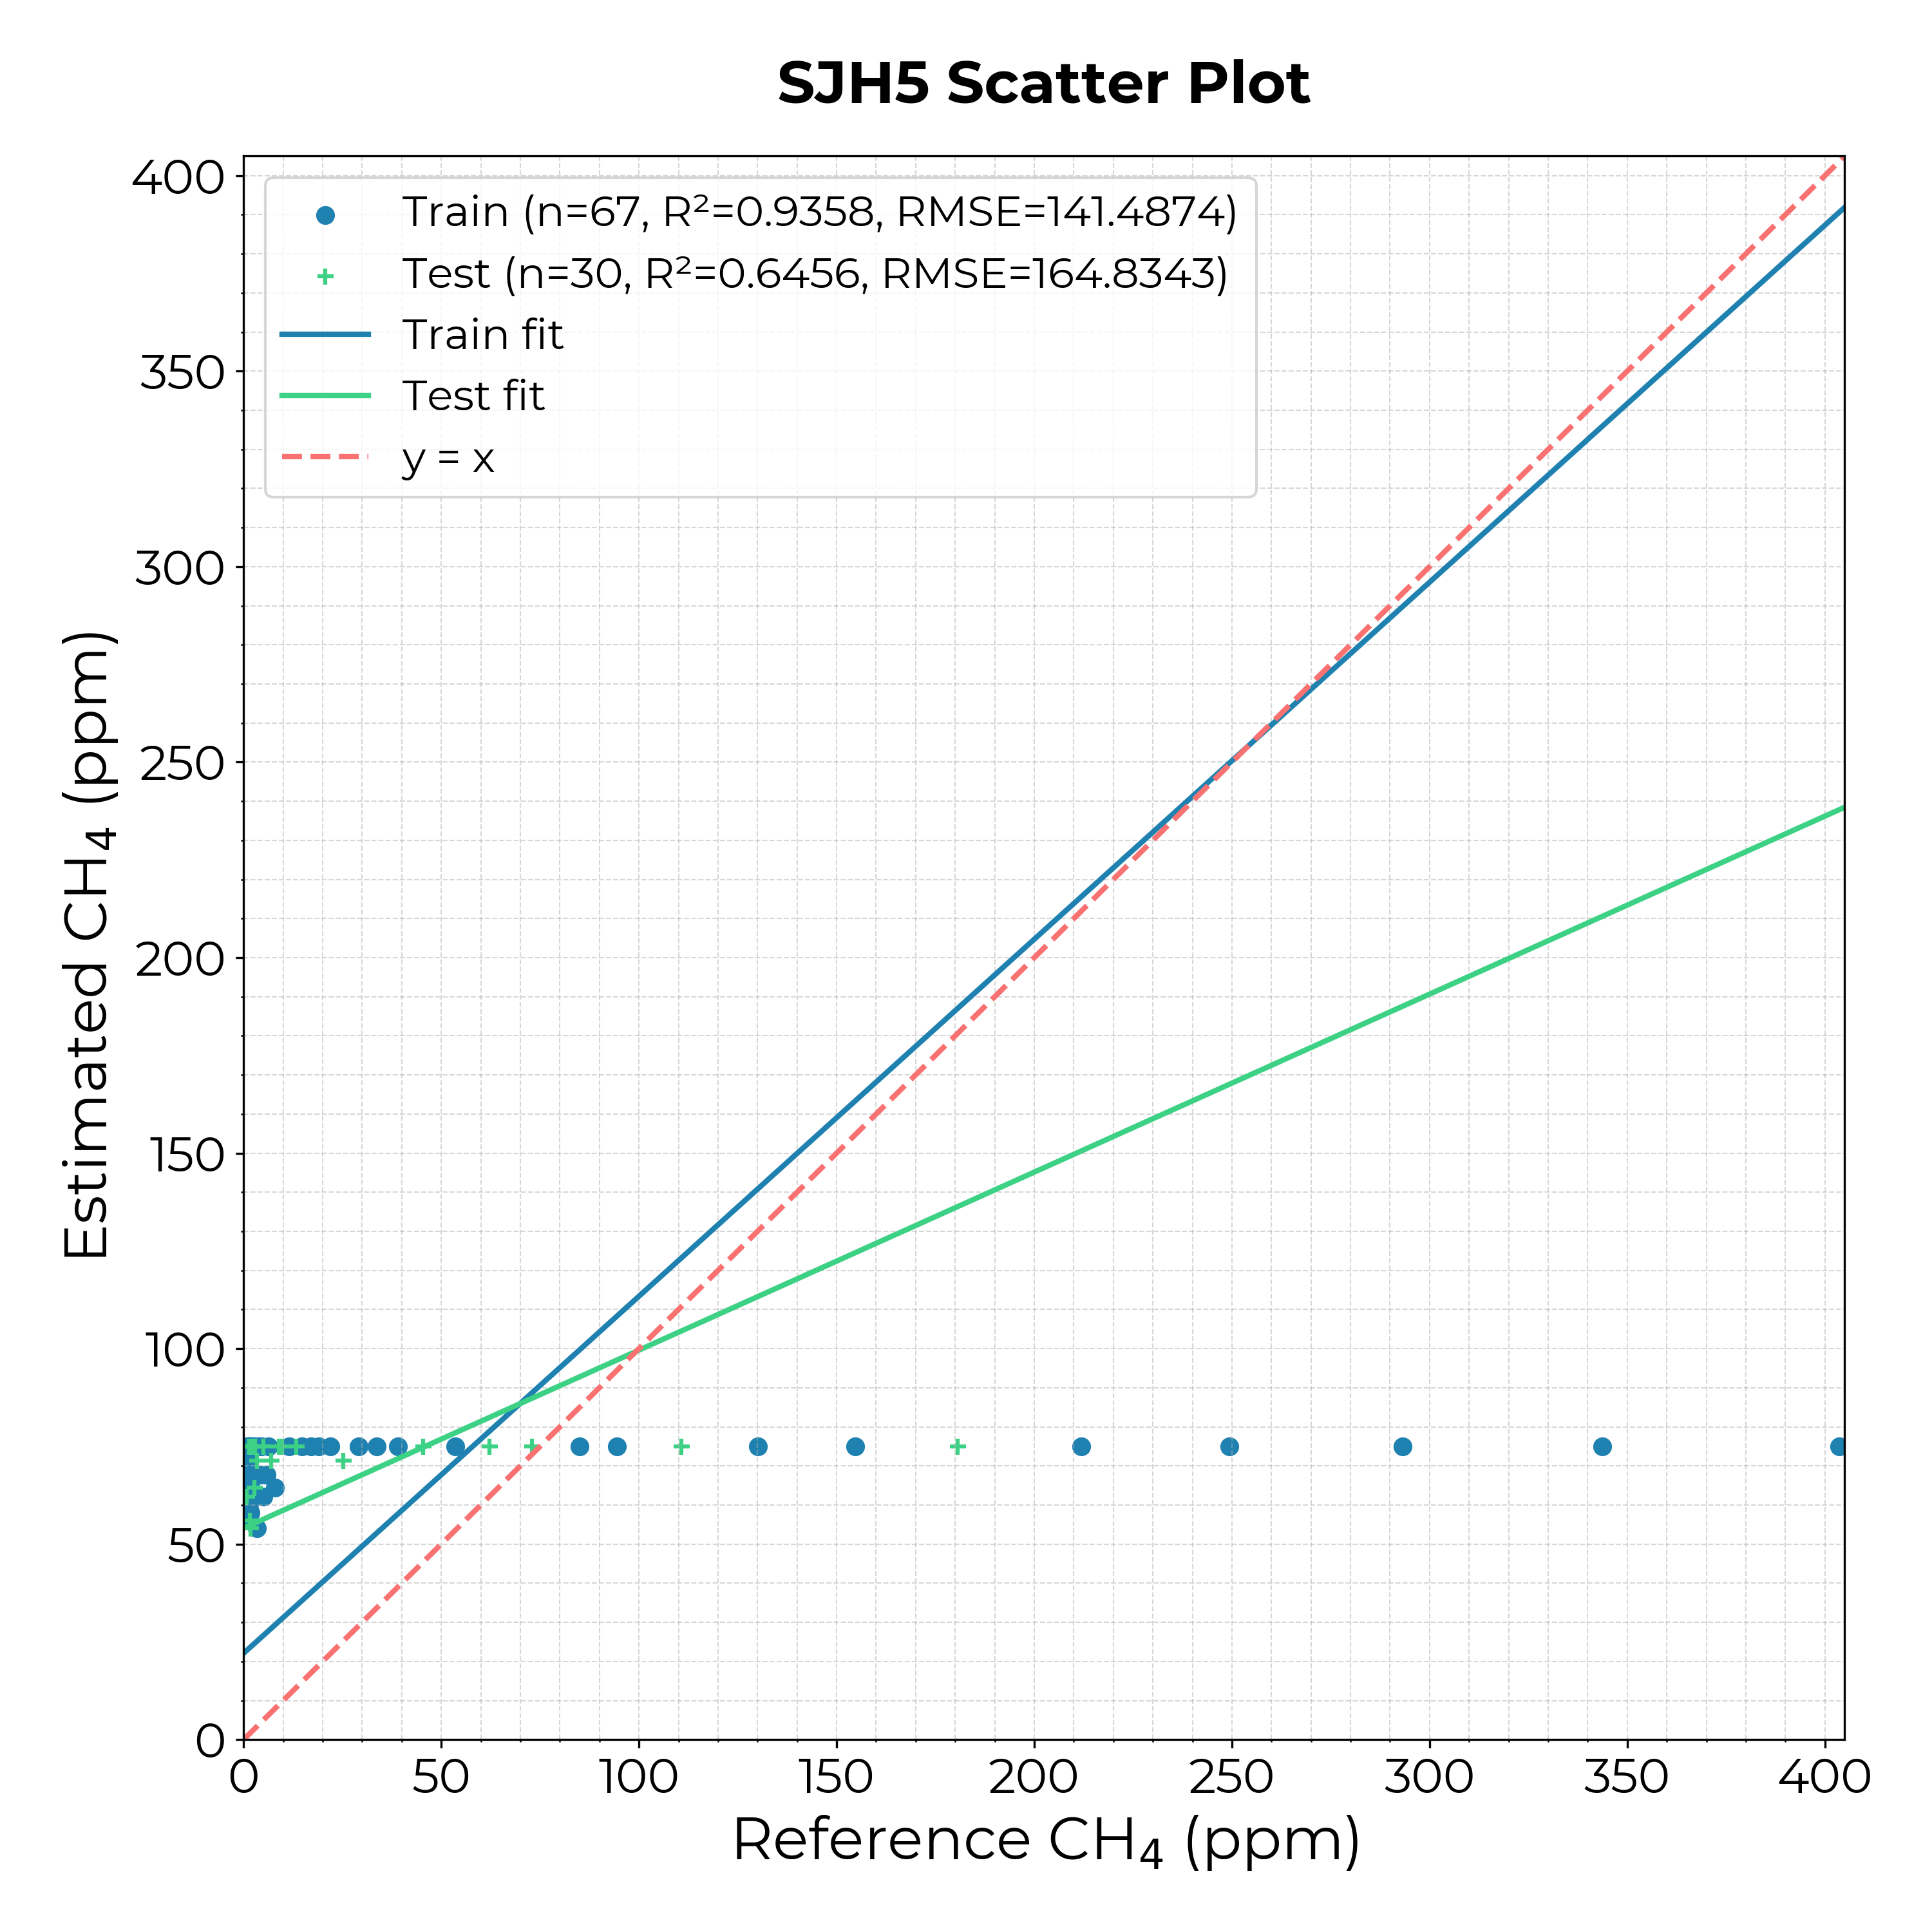 SJH5 Scatter Plot
Train (n=67, R²=0.9358, RMSE=141.4874)
Test (n=30, R²=0.6456, RMSE=164.8343)
Train fit
Test fit
y = x
400
350
300
250
200
150
100
50
0
Estimated CH₄ (ppm)
0 50 100 150 200 250 300 350 400
Reference CH₄ (ppm)